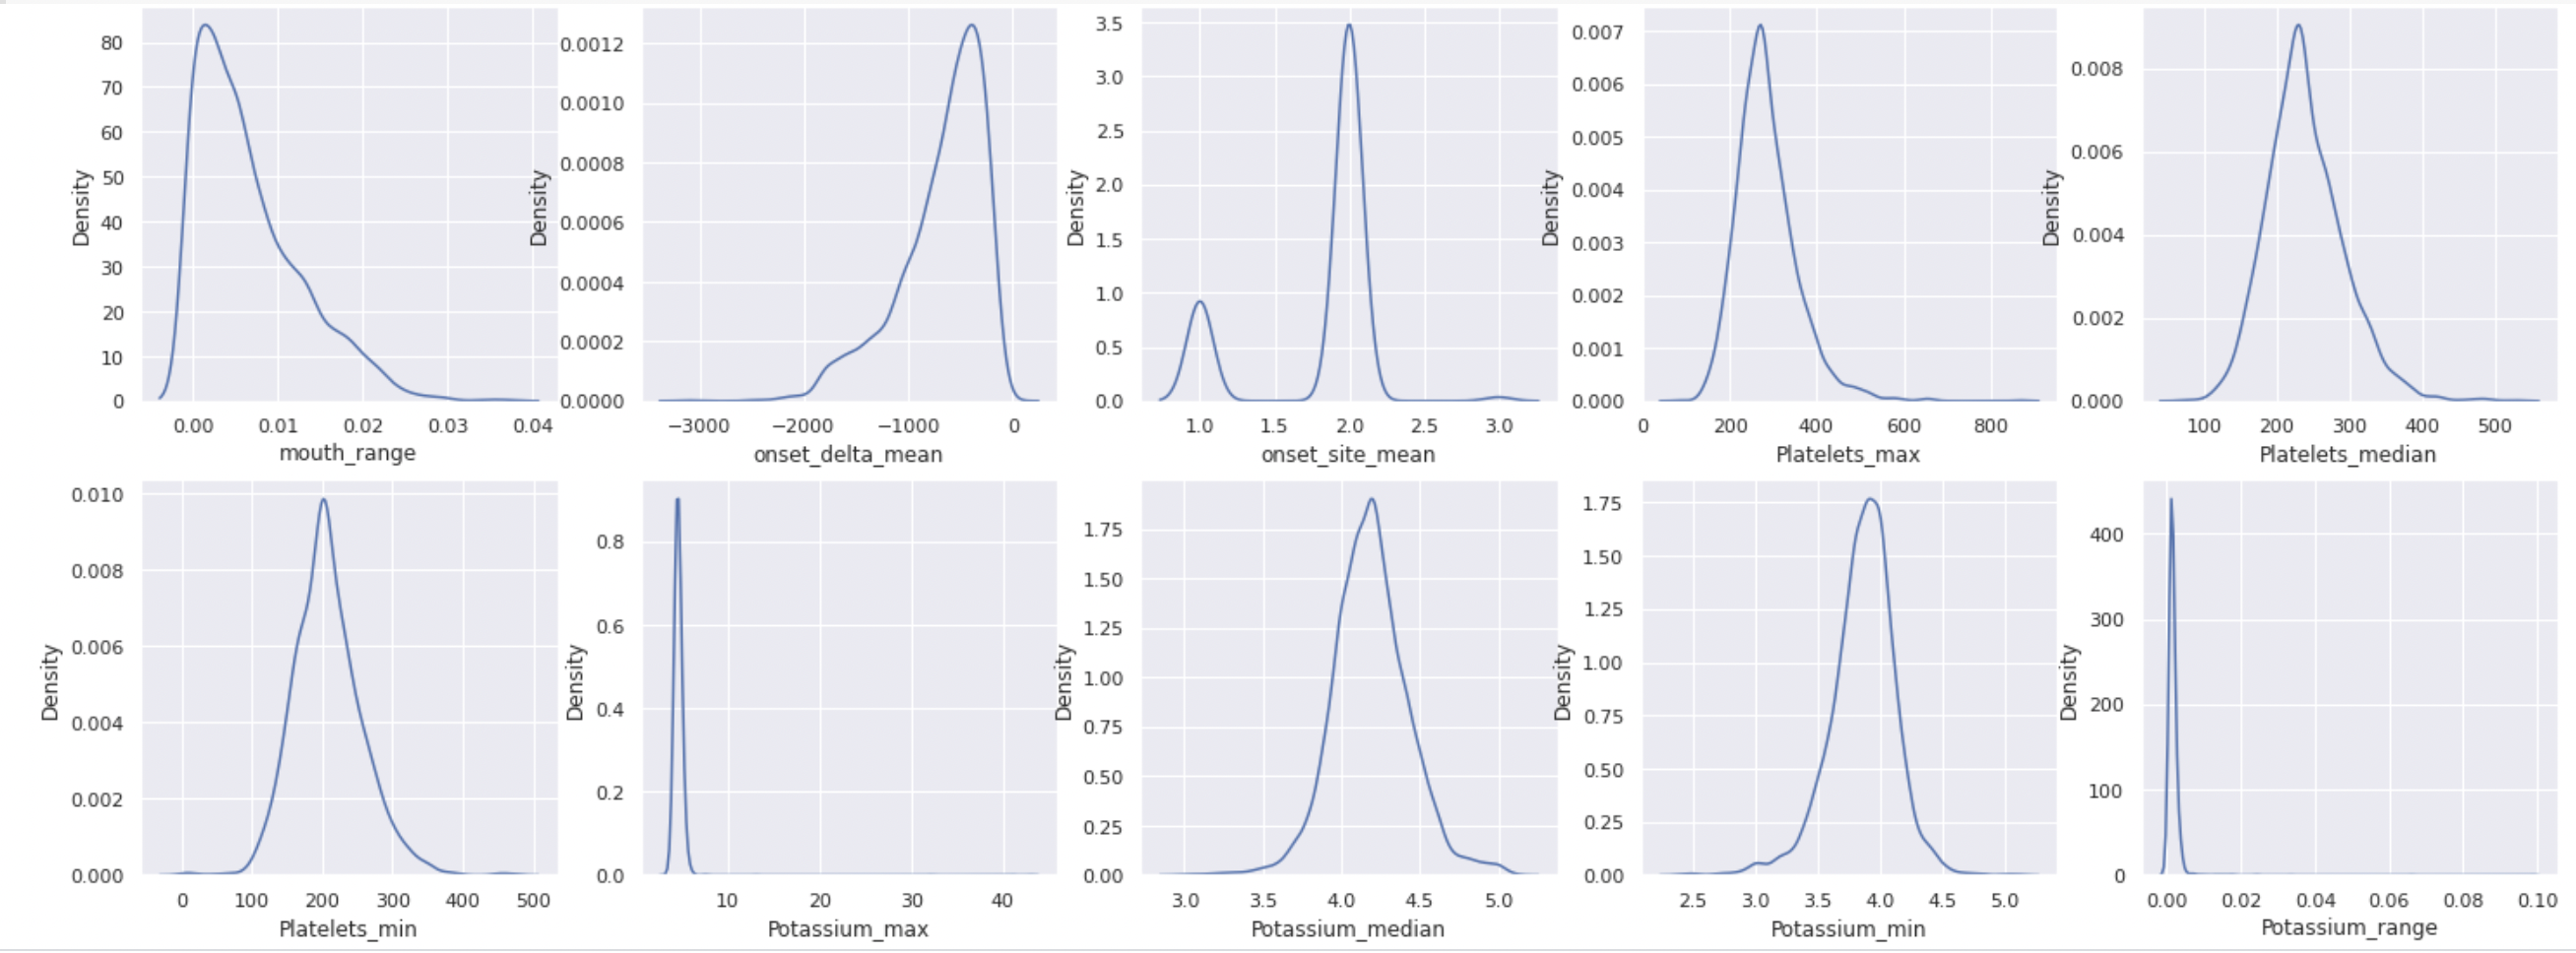 Density
80
70
60
50
40
30
20
10
0
0.00 0.01 0.02 0.03 0.04
mouth_range
Density
0.0012
0.0010
0.0008
0.0006
0.0004
0.0002
0.0000
−3000 −2000 −1000 0
onset_delta_mean
Density
3.5
3.0
2.5
2.0
1.5
1.0
0.5
0.0
1.0 1.5 2.0 2.5 3.0
onset_site_mean
Density
0.007
0.006
0.005
0.004
0.003
0.002
0.001
0.000
0 200 400 600 800
Platelets_max
Density
0.008
0.006
0.004
0.002
0.000
100 200 300 400 500
Platelets_median
Density
0.010
0.008
0.006
0.004
0.002
0.000
0 100 200 300 400 500
Platelets_min
Density
0.8
0.6
0.4
0.2
0.0
10 20 30 40
Potassium_max
Density
1.75
1.50
1.25
1.00
0.75
0.50
0.25
0.00
3.0 3.5 4.0 4.5 5.0
Potassium_median
Density
1.75
1.50
1.25
1.00
0.75
0.50
0.25
0.00
2.5 3.0 3.5 4.0 4.5 5.0
Potassium_min
Density
400
300
200
100
0
0.00 0.02 0.04 0.06 0.08 0.10
Potassium_range